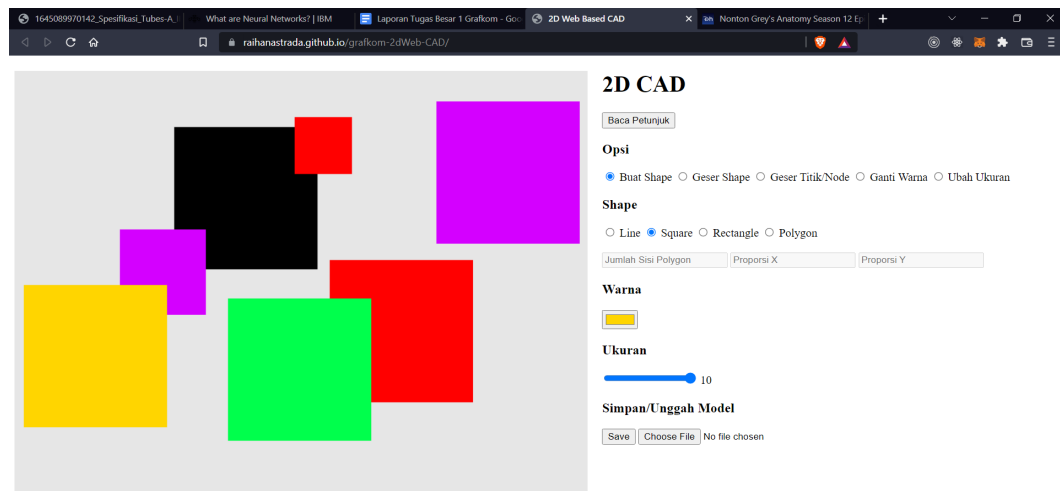 1645089970142_Spesifikasi_Tubes-A_I
What are Neural Networks? | IBM
Laporan Tugas Besar 1 Grafkom - Goo
2D Web Based CAD
Nonton Grey's Anatomy Season 12 Ep
raihanastrada.github.io/grafkom-2dWeb-CAD/
2D CAD
Baca Petunjuk
Opsi
Buat Shape Geser Shape Geser Titik/Node Ganti Warna Ubah Ukuran
Shape
Line Square Rectangle Polygon
Jumlah Sisi Polygon Proporsi X Proporsi Y
Warna
Ukuran
10
Simpan/Unggah Model
Save Choose File No file chosen